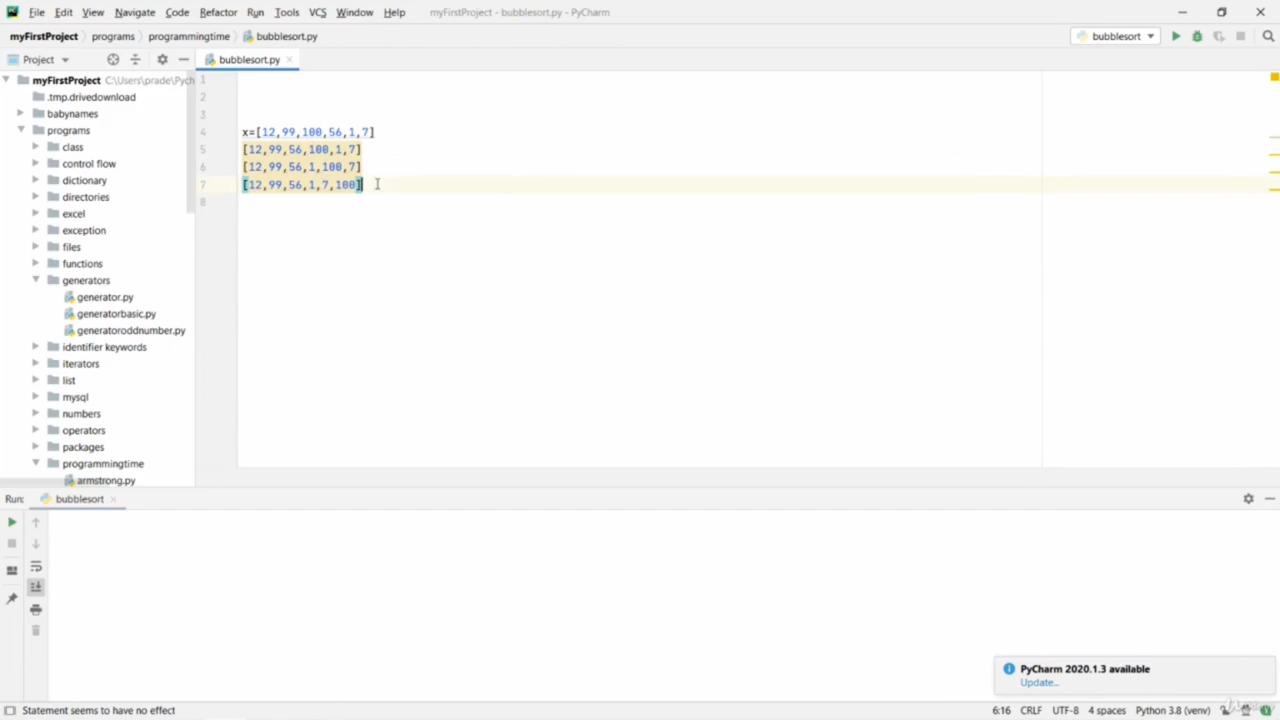 File Edit View Navigate Code Refactor Run Tools VCS Window Help myFirstProject - bubblesort.py - PyCharm
myFirstProject programs programmingtime bubblesort.py bubblesort
Project bubblesort.py
myFirstProject C:\Users\prade\Pych
.tmp.drivedownload
babynames
programs
class
control flow
dictionary
directories
excel
exception
files
functions
generators
generator.py
generatorbasic.py
generatoroddnumber.py
identifier keywords
iterators
list
mysql
numbers
operators
packages
programmingtime
armstrong.py
1
2
3
4 x=[12,99,100,56,1,7]
5 [12,99,56,100,1,7]
6 [12,99,56,1,100,7]
7 [12,99,56,1,7,100]
8
Run: bubblesort
PyCharm 2020.1.3 available
Update...
Statement seems to have no effect 6:16 CRLF UTF-8 4 spaces Python 3.8 (venv)